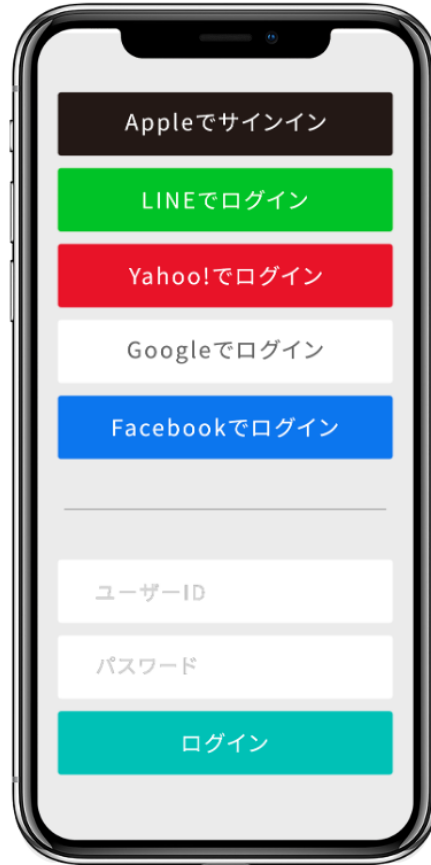 Appleでサインイン
LINEでログイン
Yahoo!でログイン
Googleでログイン
Facebookでログイン
ユーザーID
パスワード
ログイン